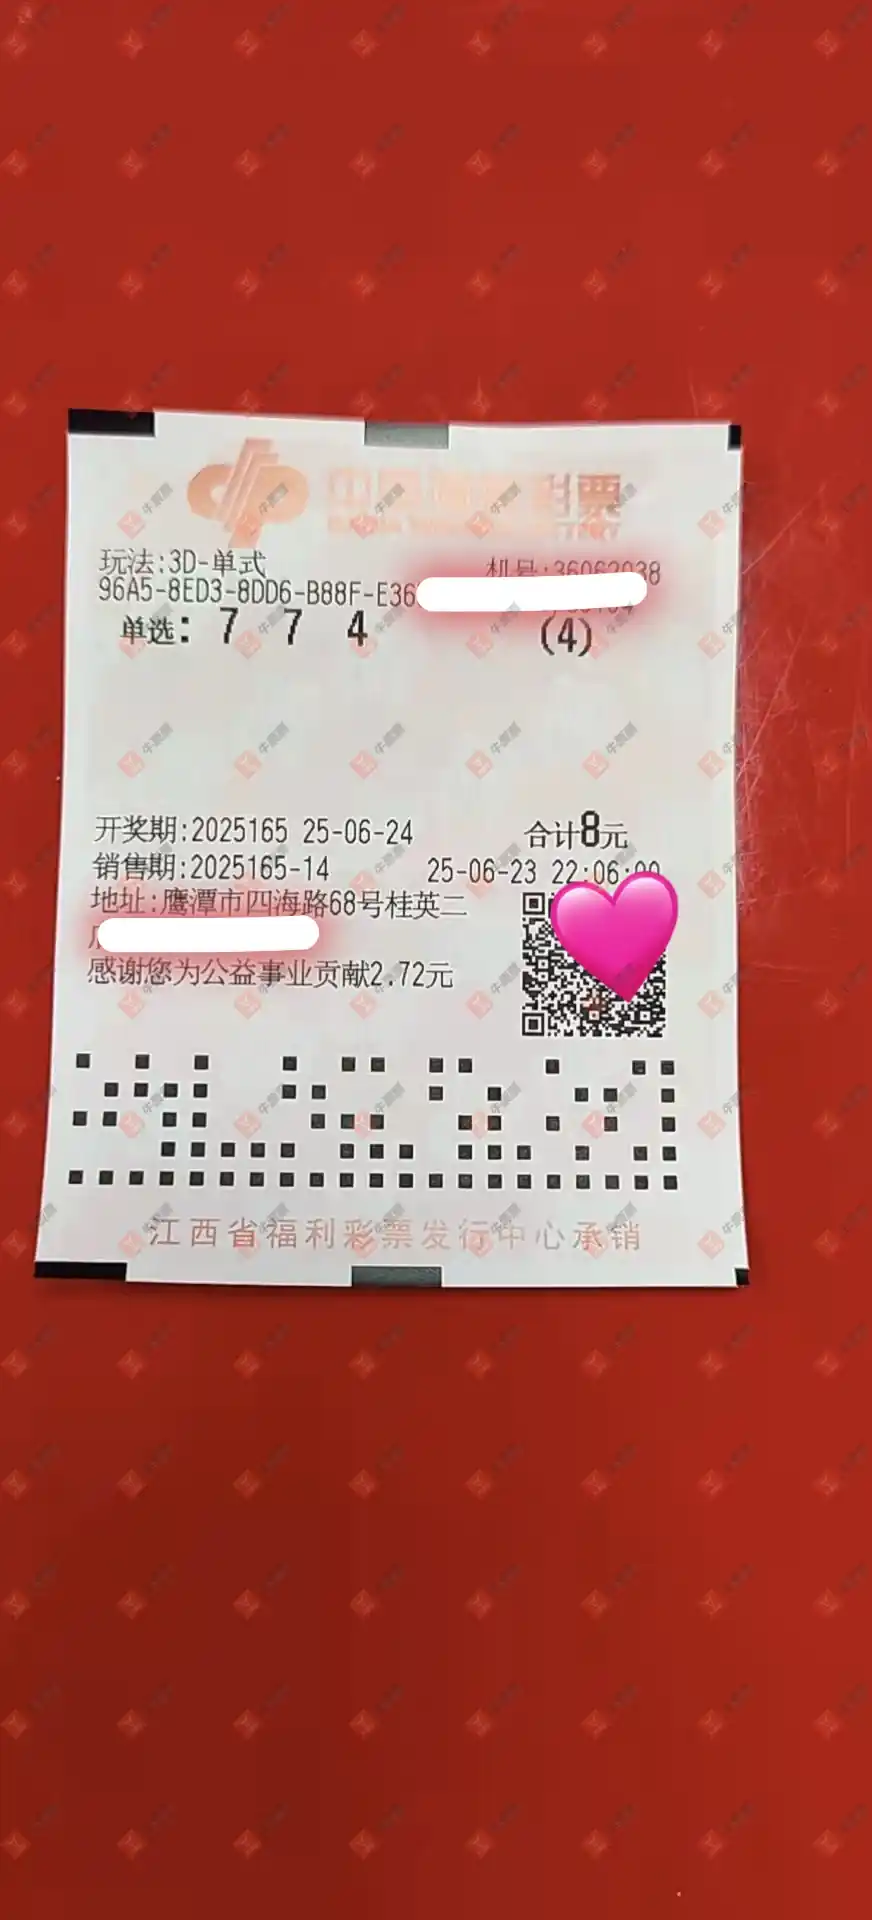 中国福利彩票
玩法:3D-单式
96A5-8ED3-8DD6-B88F-E36
单选: 7 7 4 (4)
开奖期:2025165 25-06-24 合计8元
销售期:2025165-14 25-06-23 22:06:00
地址:鹰潭市四海路68号桂英二
感谢您为公益事业贡献2.72元
江西省福利彩票发行中心承销